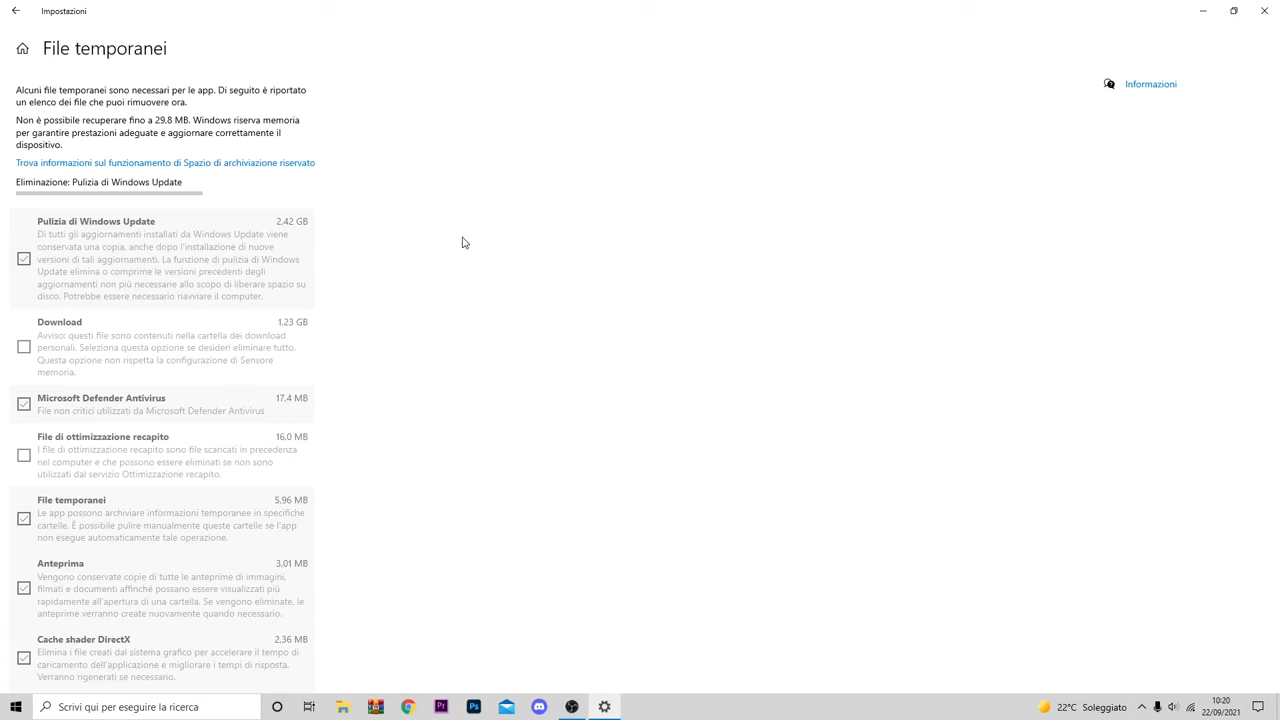 Impostazioni
File temporanei
Alcuni file temporanei sono necessari per le app. Di seguito è riportato
un elenco dei file che puoi rimuovere ora.
Non è possibile recuperare fino a 29,8 MB. Windows riserva memoria
per garantire prestazioni adeguate e aggiornare correttamente il
dispositivo.
Trova informazioni sul funzionamento di Spazio di archiviazione riservato
Eliminazione: Pulizia di Windows Update
Pulizia di Windows Update 2,42 GB
Di tutti gli aggiornamenti installati da Windows Update viene
conservata una copia, anche dopo l'installazione di nuove
versioni di tali aggiornamenti. La funzione di pulizia di Windows
Update elimina o comprime le versioni precedenti degli
aggiornamenti non più necessarie allo scopo di liberare spazio su
disco. Potrebbe essere necessario riavviare il computer.
Download 1,23 GB
Avviso: questi file sono contenuti nella cartella dei download
personali. Seleziona questa opzione se desideri eliminare tutto.
Questa opzione non rispetta la configurazione di Sensore
memoria.
Microsoft Defender Antivirus 17,4 MB
File non critici utilizzati da Microsoft Defender Antivirus
File di ottimizzazione recapito 16,0 MB
I file di ottimizzazione recapito sono file scaricati in precedenza
nel computer e che possono essere eliminati se non sono
utilizzati dal servizio Ottimizzazione recapito.
File temporanei 5,96 MB
Le app possono archiviare informazioni temporanee in specifiche
cartelle. È possibile pulire manualmente queste cartelle se l'app
non esegue automaticamente tale operazione.
Anteprima 3,01 MB
Vengono conservate copie di tutte le anteprime di immagini,
filmati e documenti affinché possano essere visualizzati più
rapidamente all'apertura di una cartella. Se vengono eliminate, le
anteprime verranno create nuovamente quando necessario.
Cache shader DirectX 2,36 MB
Elimina i file creati dal sistema grafico per accelerare il tempo di
caricamento dell'applicazione e migliorare i tempi di risposta.
Verranno rigenerati se necessario.
Informazioni
Scrivi qui per eseguire la ricerca
Pr
Ps
22°C Soleggiato
10:20
22/09/2021